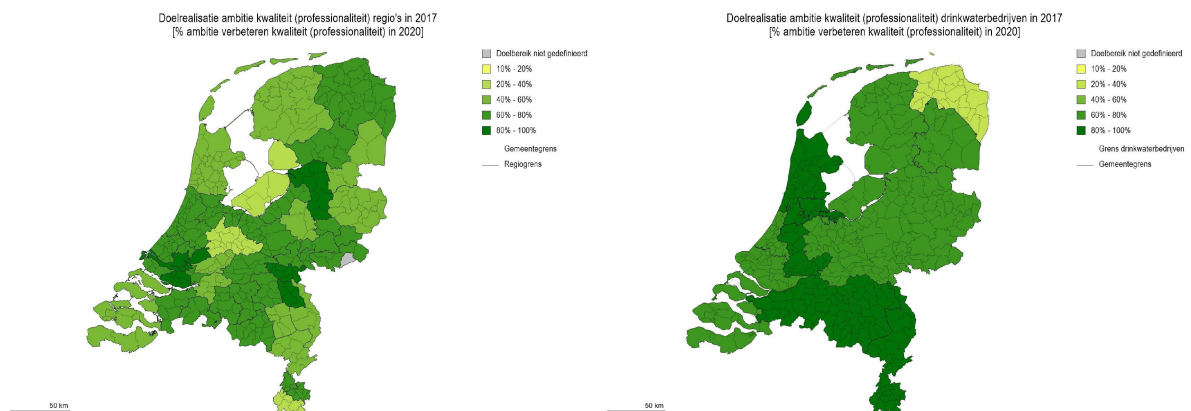 Doelrealisatie ambitie kwaliteit (professionaliteit) regio's in 2017
[% ambitie verbeteren kwaliteit (professionaliteit) in 2020]
Doelbereik niet gedefinieerd
10% - 20%
20% - 40%
40% - 60%
60% - 80%
80% - 100%
Gemeentegrens
Regiogrens
50 km
Doelrealisatie ambitie kwaliteit (professionaliteit) drinkwaterbedrijven in 2017
[% ambitie verbeteren kwaliteit (professionaliteit) in 2020]
Doelbereik niet gedefinieerd
10% - 20%
20% - 40%
40% - 60%
60% - 80%
80% - 100%
Grens drinkwaterbedrijven
Gemeentegrens
50 km